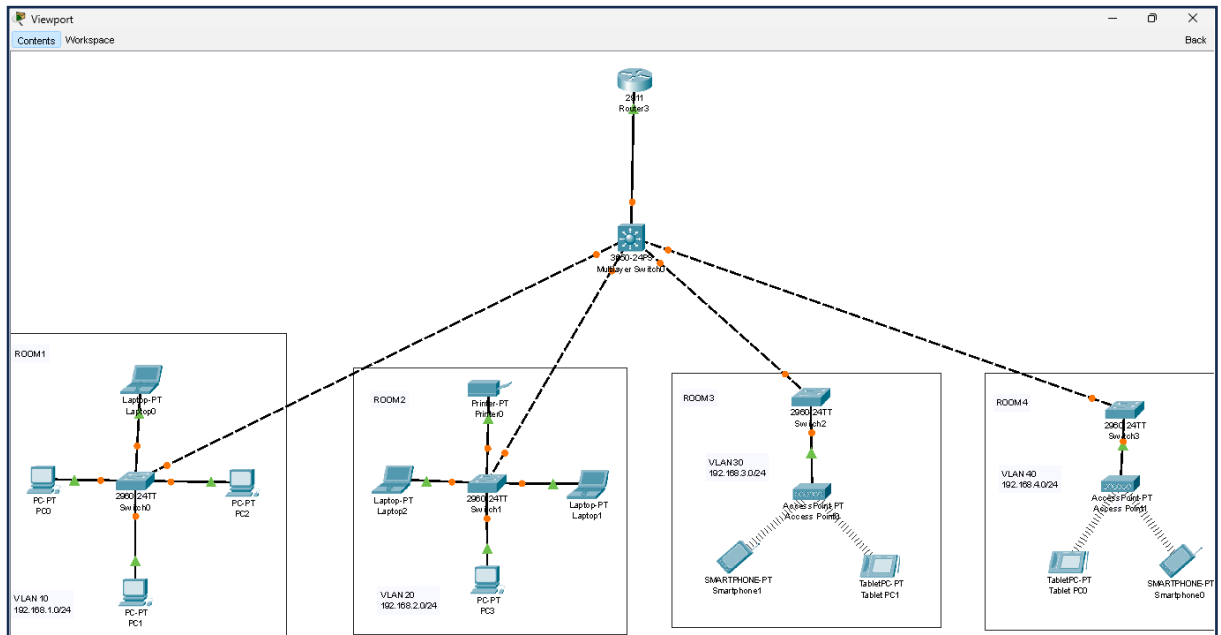 Viewport
Contents Workspace Back
2811
Router3
3650-24PS
Multilayer Switch0
ROOM1
Laptop-PT
Laptop0
PC-PT
PC0
2960-24TT
Switch0
PC-PT
PC2
PC-PT
PC1
VLAN 10
192.168.1.0/24
ROOM2
Printer-PT
Printer0
Laptop-PT
Laptop2
2960-24TT
Switch1
Laptop-PT
Laptop1
PC-PT
PC3
VLAN 20
192.168.2.0/24
ROOM3
2960-24TT
Switch2
VLAN30
192.168.3.0/24
AccessPoint-PT
Access Point0
SMARTPHONE-PT
Smartphone1
TabletPC-PT
Tablet PC1
ROOM4
2960-24TT
Switch3
VLAN 40
192.168.4.0/24
AccessPoint-PT
Access Point1
TabletPC-PT
Tablet PC0
SMARTPHONE-PT
Smartphone0